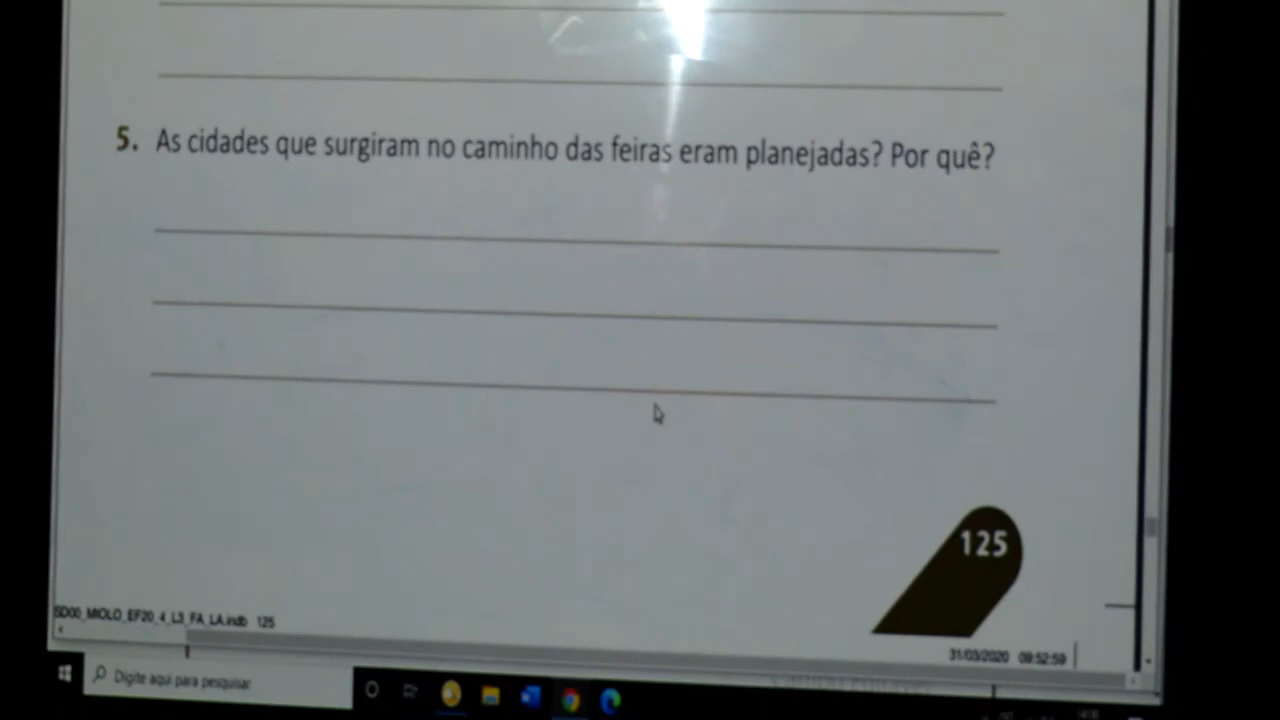 5. As cidades que surgiram no caminho das feiras eram planejadas? Por quê?
125
SD00_MIOLO_EF20_4_L3_FA_LA.indb 125
31/03/2020 09:52:59
Digite aqui para pesquisar